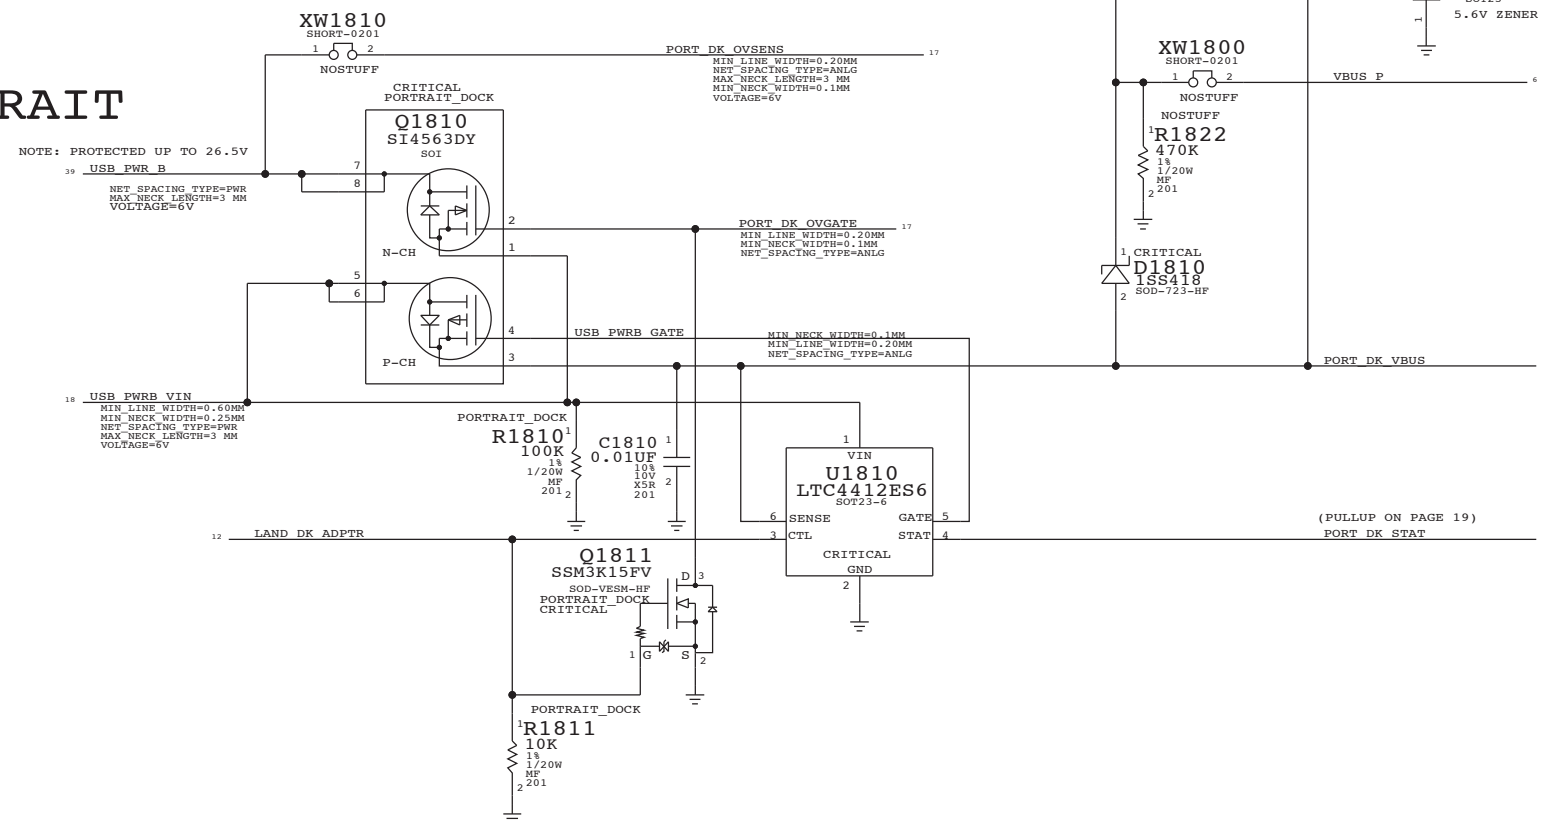 XW1810
SHORT-0201
1 2
NOSTUFF
PORT_DK_OVSENS
17
MIN_LINE_WIDTH=0.20MM
NET_SPACING_TYPE=ANLG
MAX_NECK_LENGTH=3 MM
MIN_NECK_WIDTH=0.1MM
VOLTAGE=6V
1
5.6V ZENER
XW1800
SHORT-0201
1 2
NOSTUFF
VBUS_P
6
RAIT
CRITICAL
PORTRAIT_DOCK
Q1810
SI4563DY
SOI
NOSTUFF
1
R1822
470K
1%
1/20W
MF
201
2
NOTE: PROTECTED UP TO 26.5V
39
USB_PWR_B
NET_SPACING_TYPE=PWR
MAX_NECK_LENGTH=3 MM
VOLTAGE=6V
7
8
2
1
N-CH
PORT_DK_OVGATE
17
MIN_LINE_WIDTH=0.20MM
MIN_NECK_WIDTH=0.1MM
NET_SPACING_TYPE=ANLG
1
CRITICAL
D1810
1SS418
SOD-723-HF
2
5
6
4
3
P-CH
USB_PWRB_GATE
MIN_NECK_WIDTH=0.1MM
MIN_LINE_WIDTH=0.20MM
NET_SPACING_TYPE=ANLG
PORT_DK_VBUS
18
USB_PWRB_VIN
MIN_LINE_WIDTH=0.60MM
MIN_NECK_WIDTH=0.25MM
NET_SPACING_TYPE=PWR
MAX_NECK_LENGTH=3 MM
VOLTAGE=6V
PORTRAIT_DOCK
R1810
1
100K
1%
1/20W
MF
201
2
C1810
1
0.01UF
10%
10V
X5R
201
2
1
VIN
U1810
LTC4412ES6
SOT23-6
6 SENSE
GATE 5
3 CTL
STAT 4
CRITICAL
GND
2
(PULLUP ON PAGE 19)
PORT_DK_STAT
12
LAND_DK_ADPTR
Q1811
SSM3K15FV
SOD-VESM-HF
PORTRAIT_DOCK
CRITICAL
D 3
1 G
S 2
PORTRAIT_DOCK
1
R1811
10K
1%
1/20W
MF
201
2